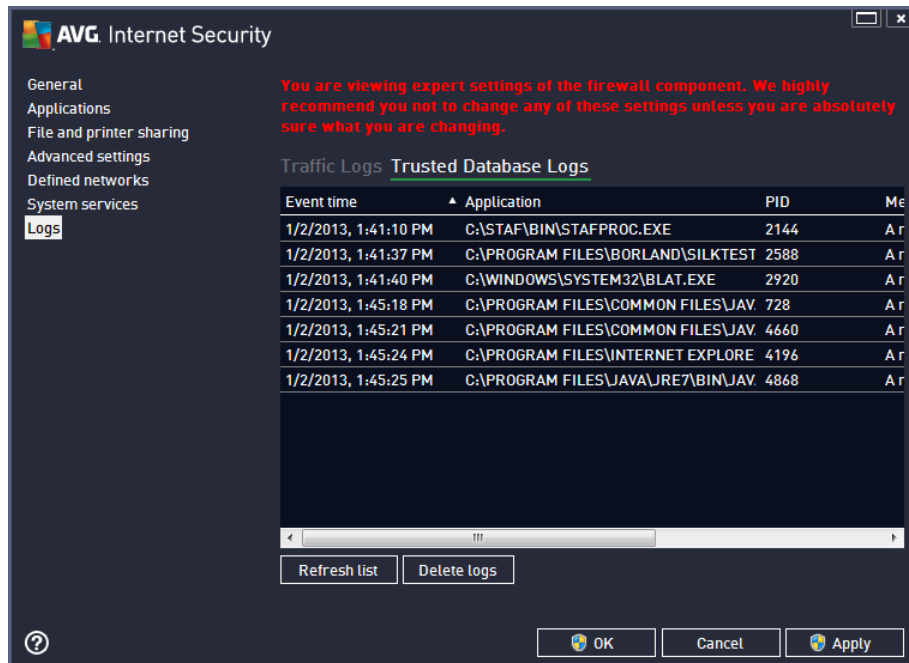 AVG. Internet Security
General
Applications
File and printer sharing
Advanced settings
Defined networks
System services
Logs
You are viewing expert settings of the firewall component. We highly
recommend you not to change any of these settings unless you are absolutely
sure what you are changing.
Traffic Logs Trusted Database Logs
Event time Application PID Me
1/2/2013, 1:41:10 PM C:\STAF\BIN\STAFPROC.EXE 2144 A r
1/2/2013, 1:41:37 PM C:\PROGRAM FILES\BORLAND\SILKTEST 2588 A r
1/2/2013, 1:41:40 PM C:\WINDOWS\SYSTEM32\BLAT.EXE 2920 A r
1/2/2013, 1:45:18 PM C:\PROGRAM FILES\COMMON FILES\JAV. 728 A r
1/2/2013, 1:45:21 PM C:\PROGRAM FILES\COMMON FILES\JAV. 4660 A r
1/2/2013, 1:45:24 PM C:\PROGRAM FILES\INTERNET EXPLORE 4196 A r
1/2/2013, 1:45:25 PM C:\PROGRAM FILES\JAVA\JRE7\BIN\JAV. 4868 A r
Refresh list Delete logs
? OK Cancel Apply